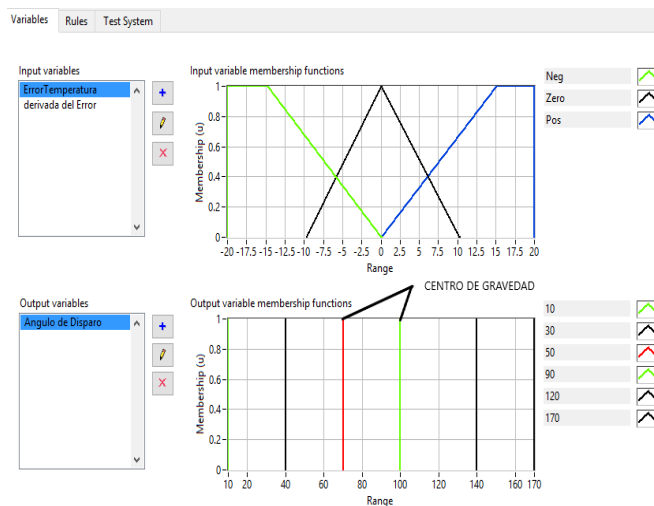 Variables Rules Test System
Input variables
ErrorTemperatura
derivada del Error
Input variable membership functions
Membership (u)
1
0.8
0.6
0.4
0.2
0
-20 -17.5 -15 -12.5 -10 -7.5 -5 -2.5 0 2.5 5 7.5 10 12.5 15 17.5 20
Range
Neg
Zero
Pos
CENTRO DE GRAVEDAD
Output variables
Angulo de Disparo
Output variable membership functions
Membership (u)
1
0.8
0.6
0.4
0.2
0
10 20 40 60 80 100 120 140 160 170
Range
10
30
50
90
120
170